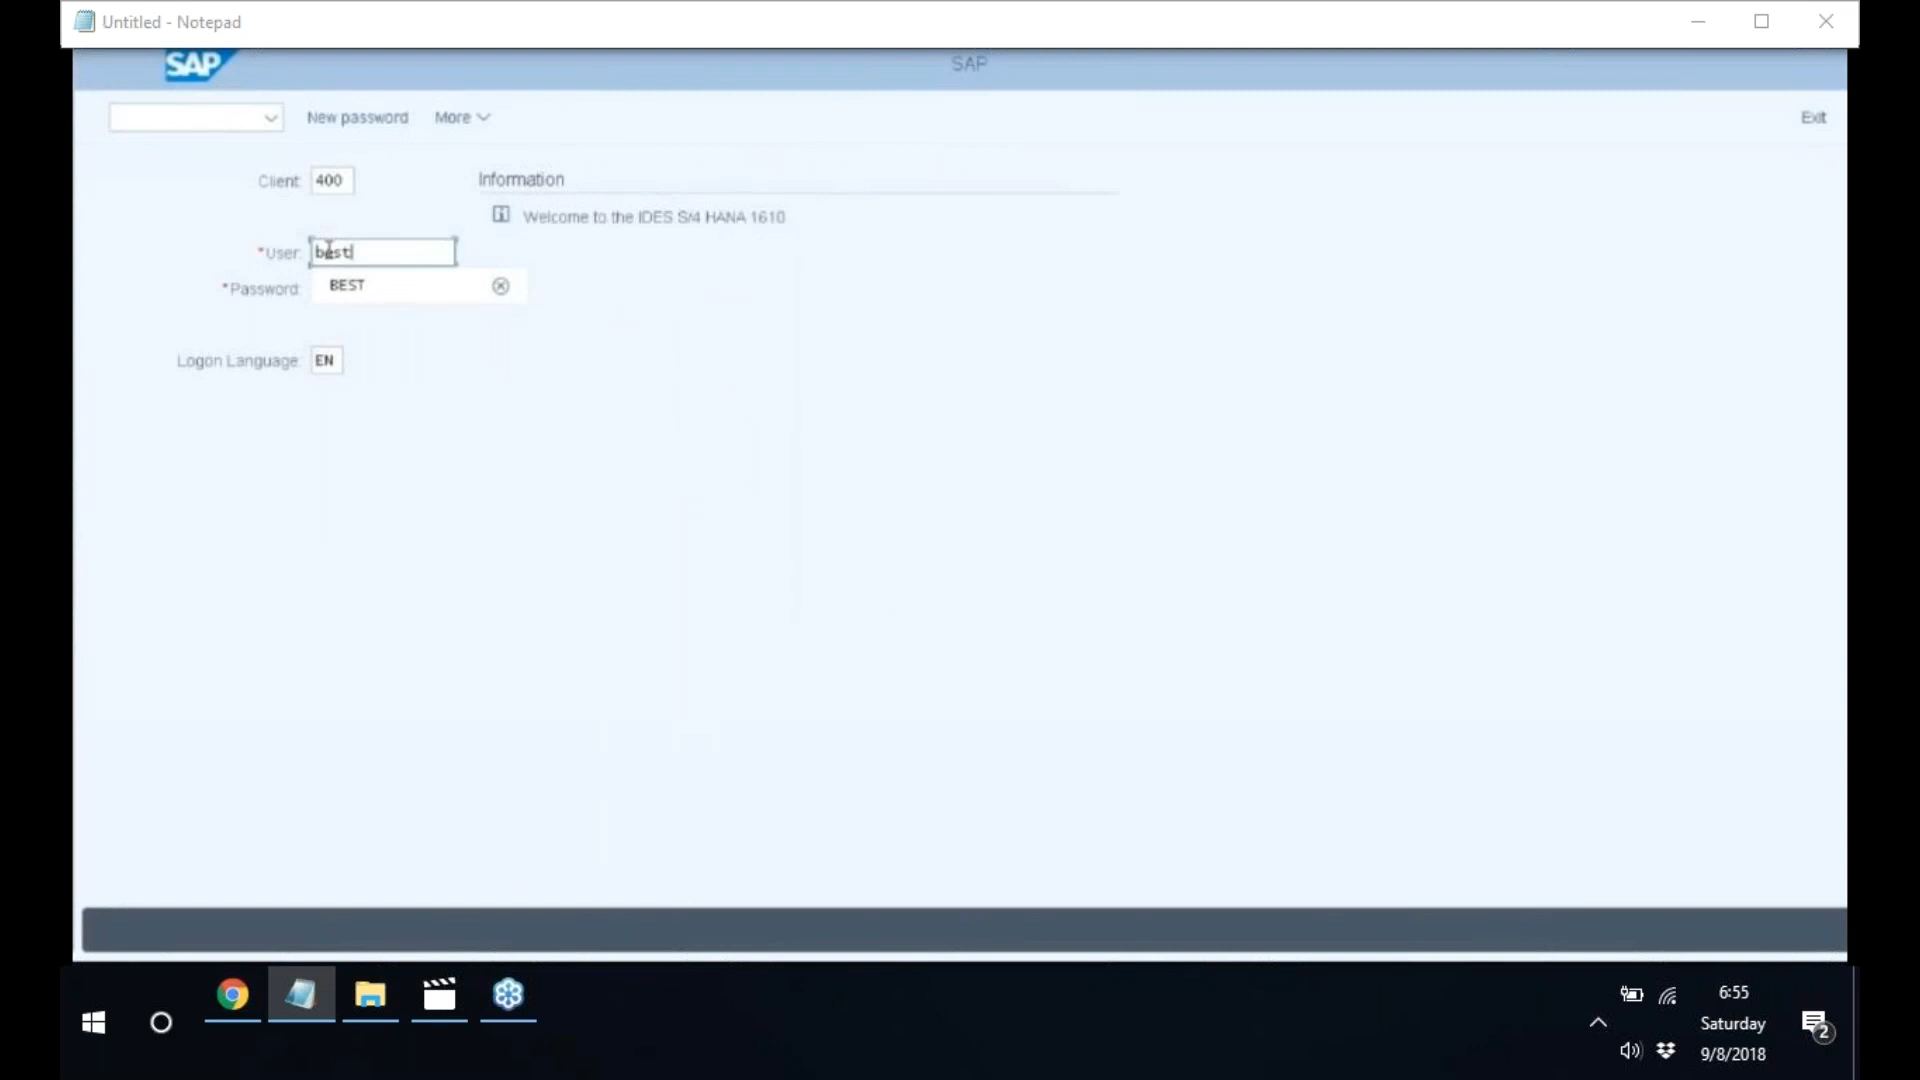 Untitled - Notepad
SAP
SAP
New password More Exit
Client: 400
Information
Welcome to the IDES S/4 HANA 1610
*User: best
*Password: BEST
Logon Language: EN
6:55
Saturday
9/8/2018
2